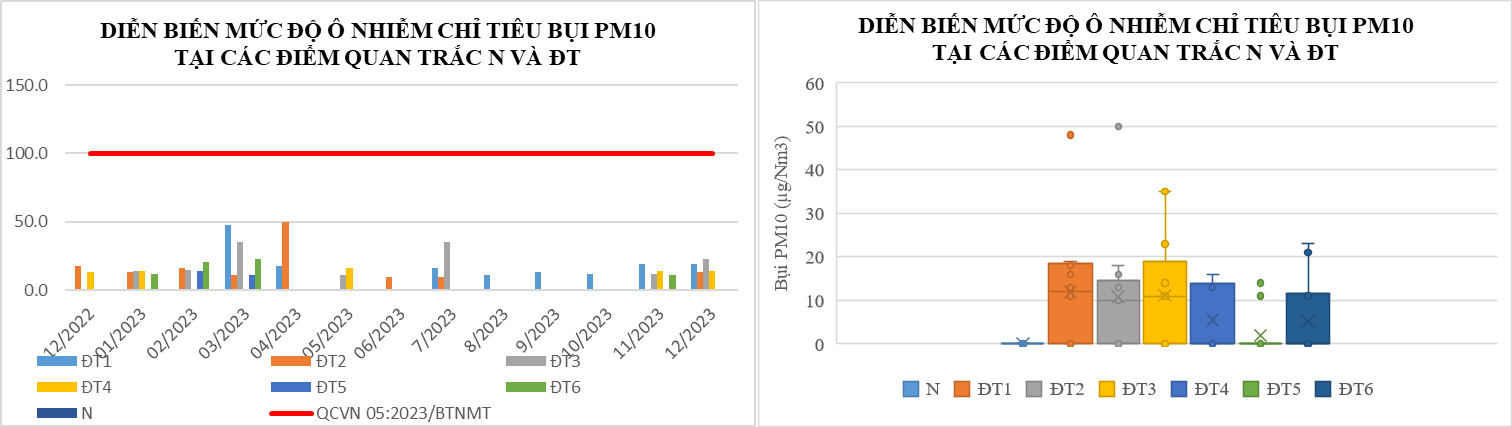 DIỄN BIẾN MỨC ĐỘ Ô NHIỄM CHỈ TIÊU BỤI PM10
TẠI CÁC ĐIỂM QUAN TRẮC N VÀ ĐT
150.0
100.0
50.0
0.0
12/2022
01/2023
02/2023
03/2023
04/2023
05/2023
06/2023
7/2023
8/2023
9/2023
10/2023
11/2023
12/2023
ĐT1 ĐT2 ĐT3
ĐT4 ĐT5 ĐT6
N QCVN 05:2023/BTNMT
DIỄN BIẾN MỨC ĐỘ Ô NHIỄM CHỈ TIÊU BỤI PM10
TẠI CÁC ĐIỂM QUAN TRẮC N VÀ ĐT
Bụi PM10 (µg/Nm3)
60
50
40
30
20
10
0
N ĐT1 ĐT2 ĐT3 ĐT4 ĐT5 ĐT6